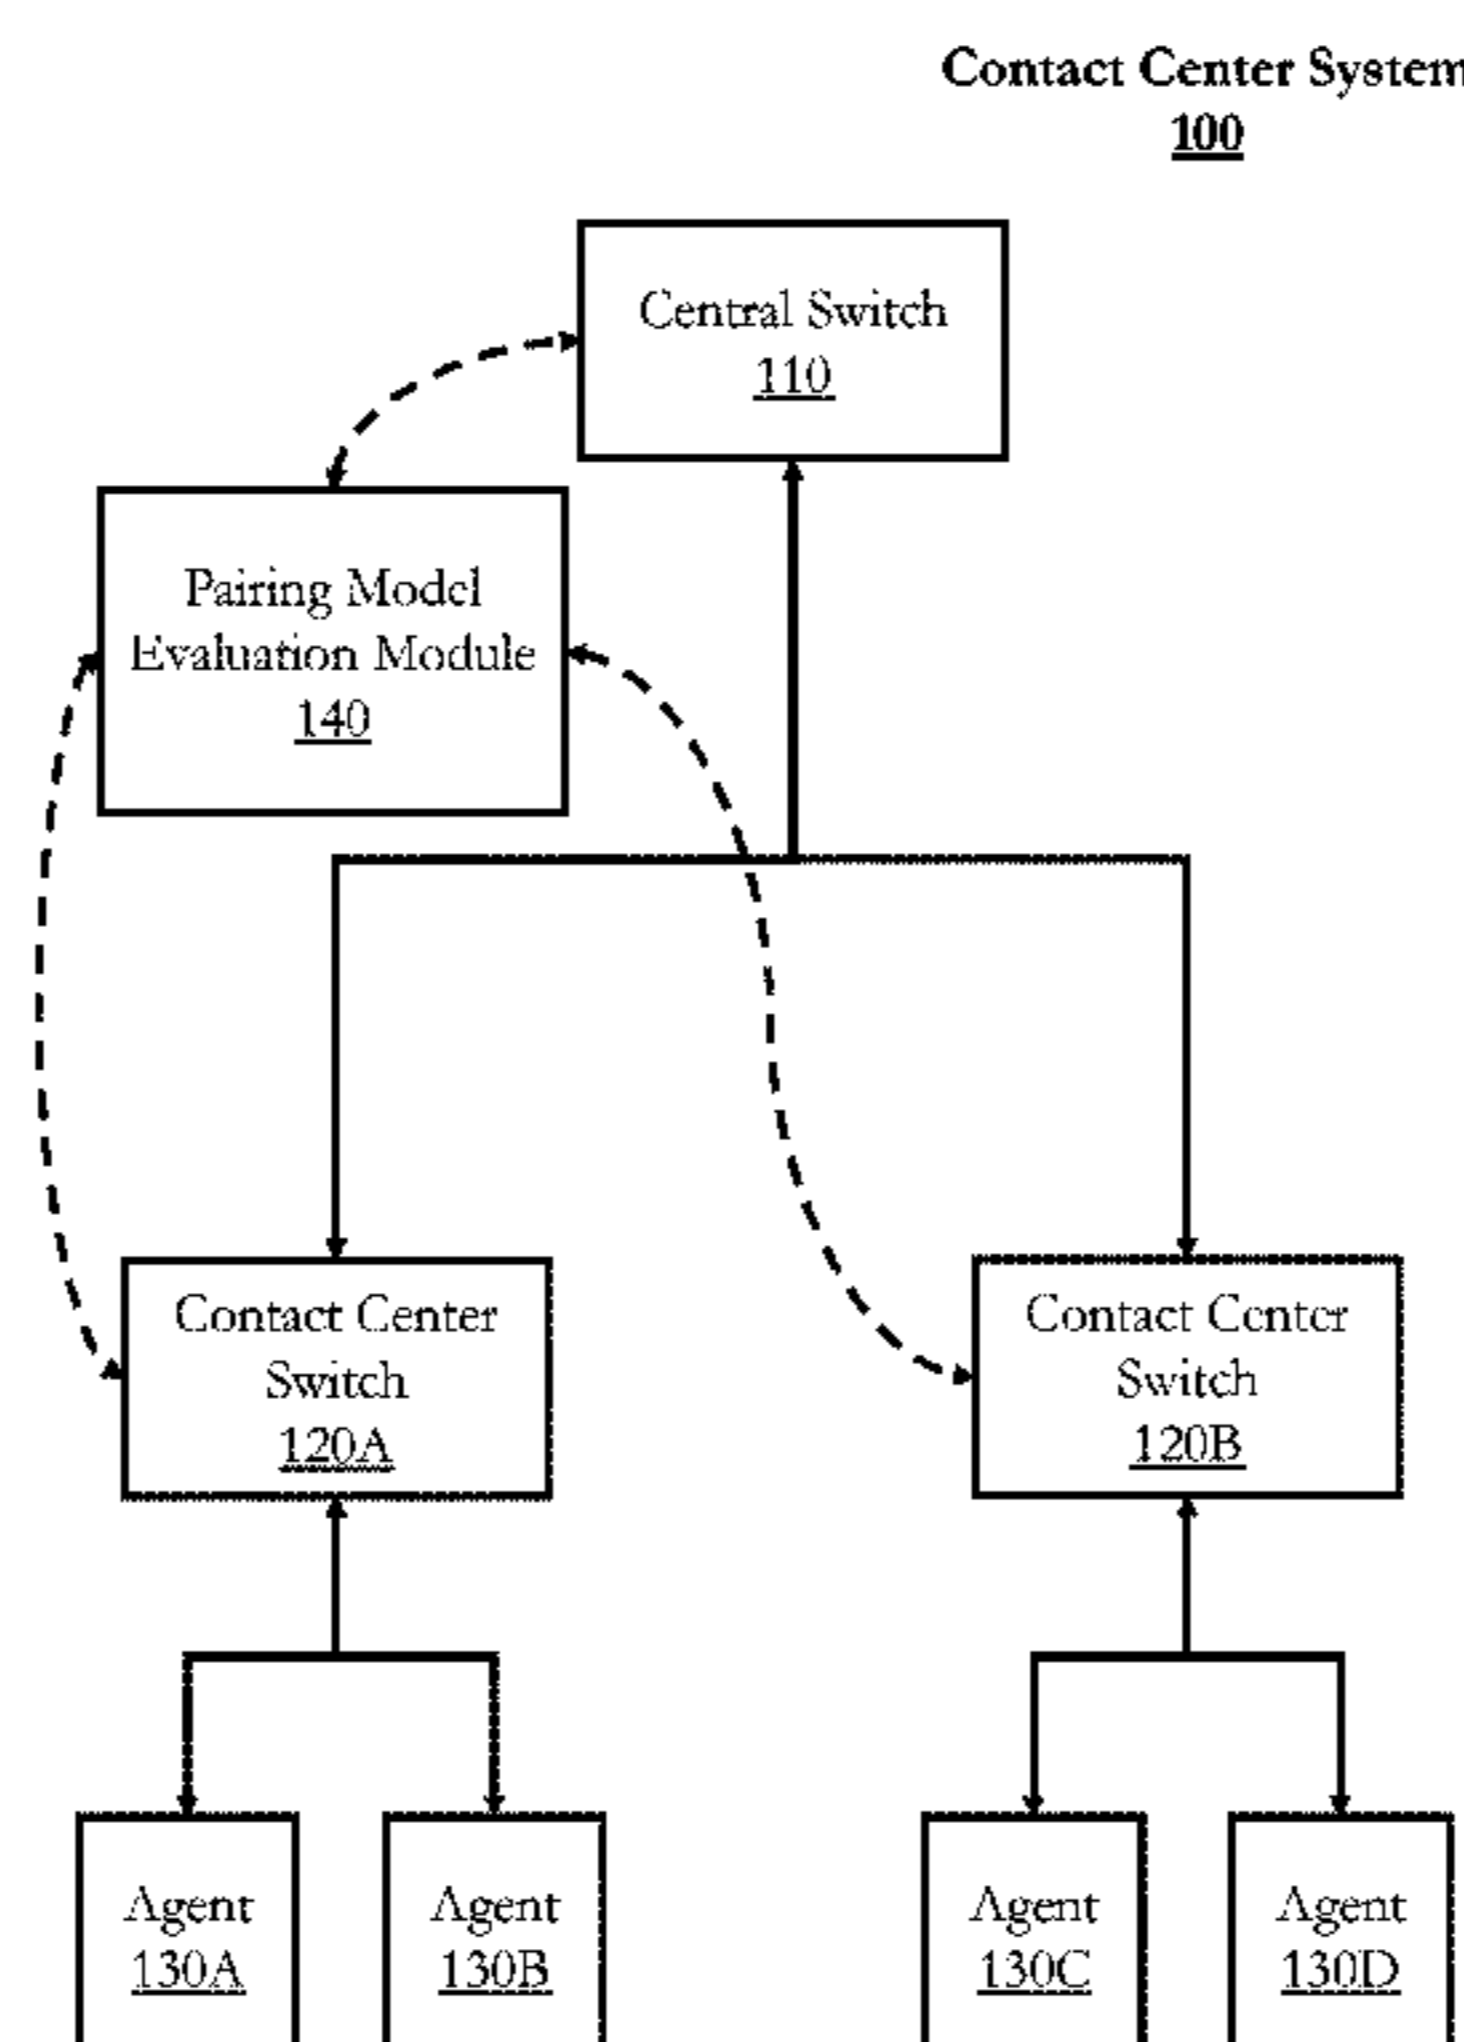 Contact Center System
100
Central Switch
110
Pairing Model
Evaluation Module
140
Contact Center
Switch
120A
Contact Center
Switch
120B
Agent
130A
Agent
130B
Agent
130C
Agent
130D